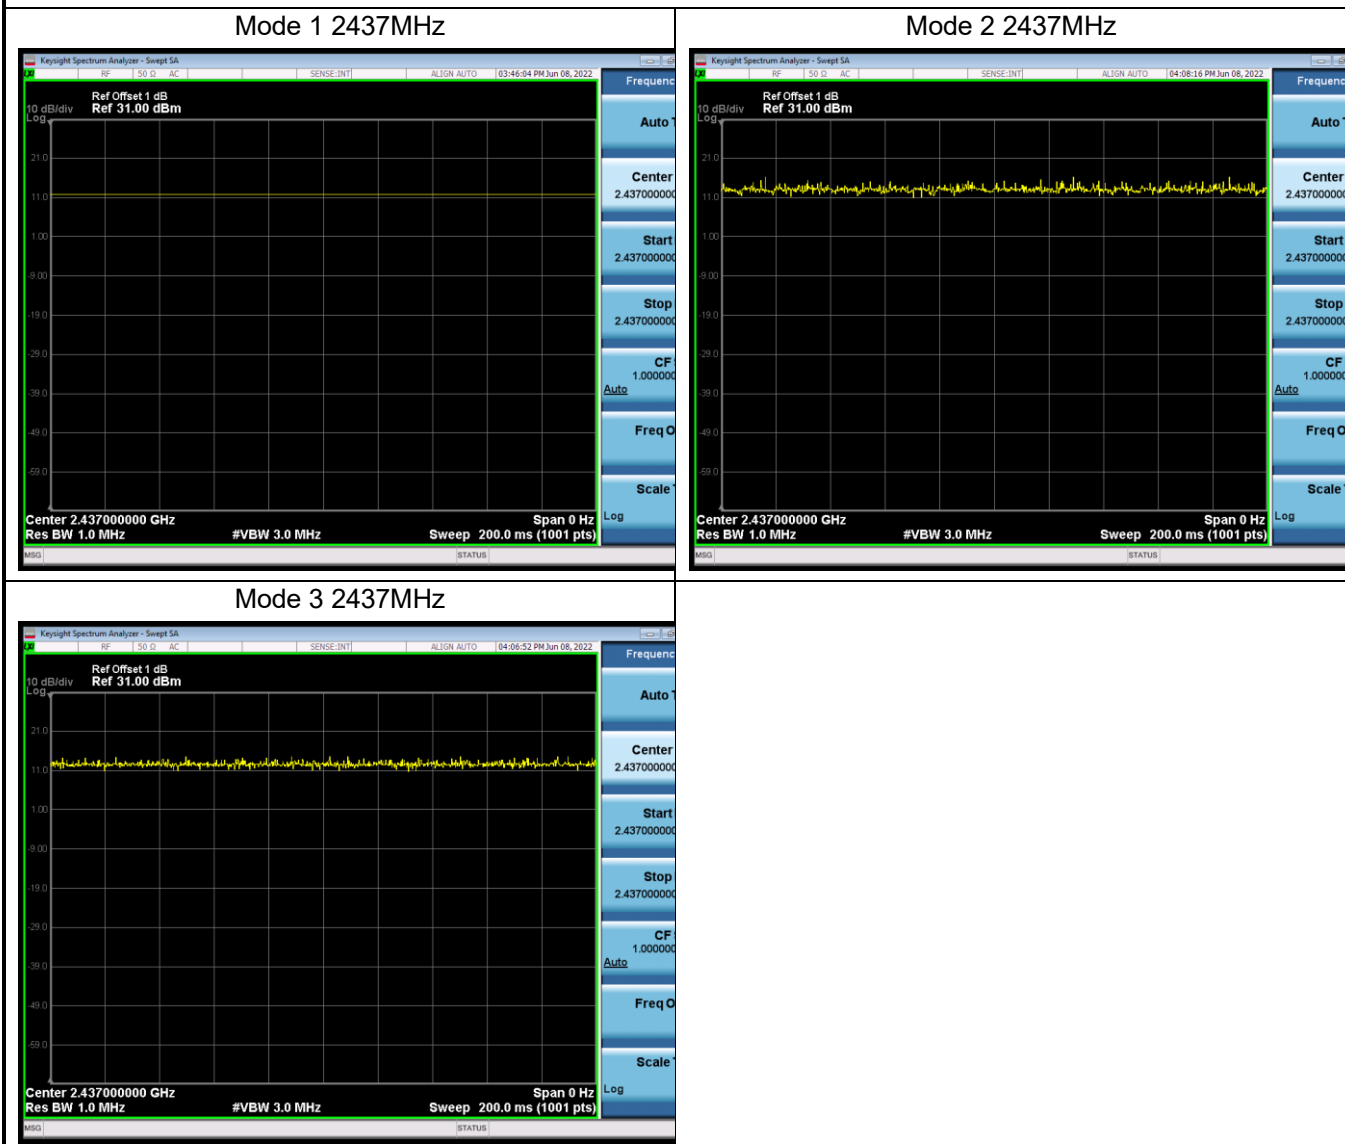 Mode 1 2437MHz
Keysight Spectrum Analyzer - Swept SA
RF 50 Ω AC SENSE:INT ALIGN AUTO 03:46:04 PM Jun 08, 2022
Frequenc
Ref Offset 1 dB
10 dB/div Ref 31.00 dBm
Log
Auto T
21.0
Center
2.437000000
11.0
1.00
Start
2.437000000
-9.00
Stop
2.437000000
-19.0
-29.0
CF
1.000000
Auto
-39.0
Freq O
-49.0
-59.0
Scale
Log
Center 2.437000000 GHz Span 0 Hz
Res BW 1.0 MHz #VBW 3.0 MHz Sweep 200.0 ms (1001 pts)
MSG STATUS
Mode 2 2437MHz
Keysight Spectrum Analyzer - Swept SA
RF 50 Ω AC SENSE:INT ALIGN AUTO 04:08:16 PM Jun 08, 2022
Frequenc
Ref Offset 1 dB
10 dB/div Ref 31.00 dBm
Log
Auto
21.0
Center
2.437000000
11.0
1.00
Start
2.437000000
-9.00
Stop
2.437000000
-19.0
-29.0
CF
1.000000
Auto
-39.0
Freq O
-49.0
-59.0
Scale
Log
Center 2.437000000 GHz Span 0 Hz
Res BW 1.0 MHz #VBW 3.0 MHz Sweep 200.0 ms (1001 pts)
MSG STATUS
Mode 3 2437MHz
Keysight Spectrum Analyzer - Swept SA
RF 50 Ω AC SENSE:INT ALIGN AUTO 04:06:52 PM Jun 08, 2022
Frequenc
Ref Offset 1 dB
10 dB/div Ref 31.00 dBm
Log
Auto
21.0
Center
2.437000000
11.0
1.00
Start
2.437000000
-9.00
Stop
2.437000000
-19.0
-29.0
CF
1.000000
Auto
-39.0
Freq O
-49.0
-59.0
Scale
Log
Center 2.437000000 GHz Span 0 Hz
Res BW 1.0 MHz #VBW 3.0 MHz Sweep 200.0 ms (1001 pts)
MSG STATUS